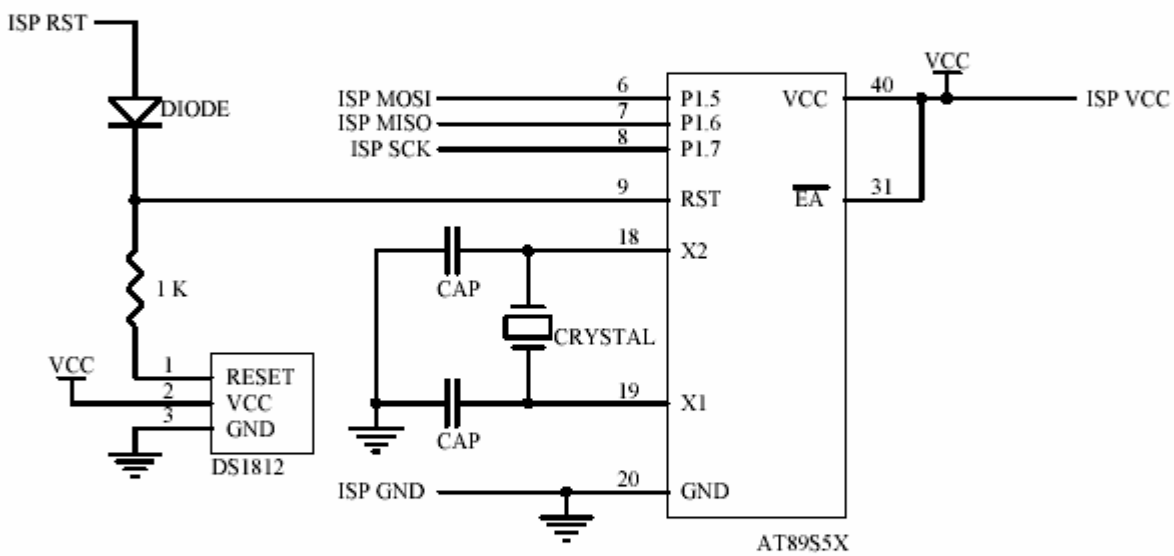 ISP RST
DIODE
1 K
VCC
1
2
3
RESET
VCC
GND
DS1812
ISP MOSI
ISP MISO
ISP SCK
6
7
8
9
18
19
20
P1.5
P1.6
P1.7
RST
X2
X1
GND
VCC
EA
40
31
VCC
ISP VCC
CAP
CRYSTAL
CAP
ISP GND
AT89S5X